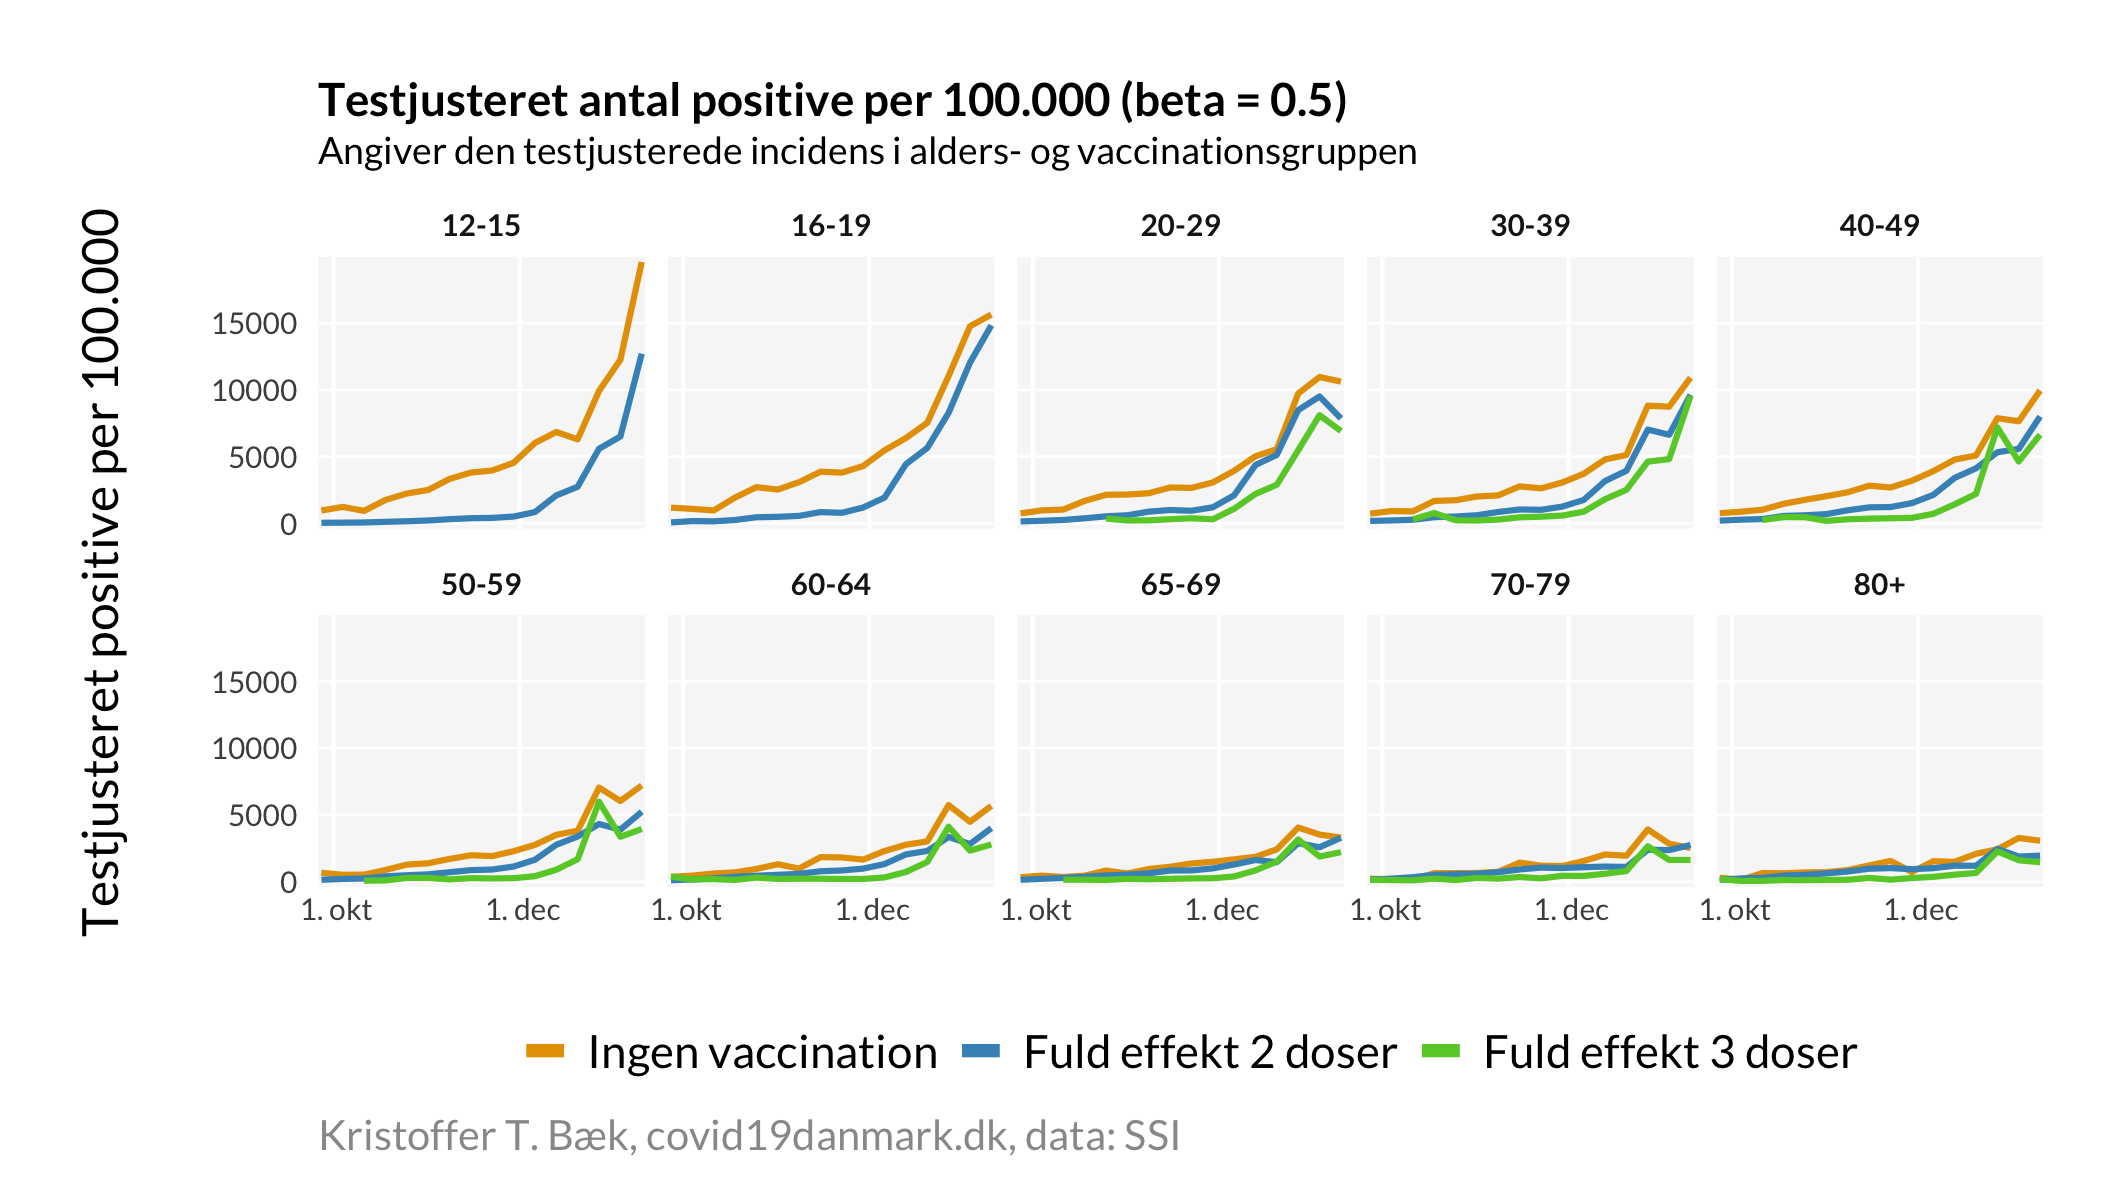 Testjusteret antal positive per 100.000 (beta = 0.5)
Angiver den testjusterede incidens i alders- og vaccinationsgruppen
Testjusteret positive per 100.000
12-15 16-19 20-29 30-39 40-49
15000
10000
5000
0
50-59 60-64 65-69 70-79 80+
15000
10000
5000
0
1. okt 1. dec 1. okt 1. dec 1. okt 1. dec 1. okt 1. dec 1. okt 1. dec
Ingen vaccination Fuld effekt 2 doser Fuld effekt 3 doser
Kristoffer T. Bæk, covid19danmark.dk, data: SSI